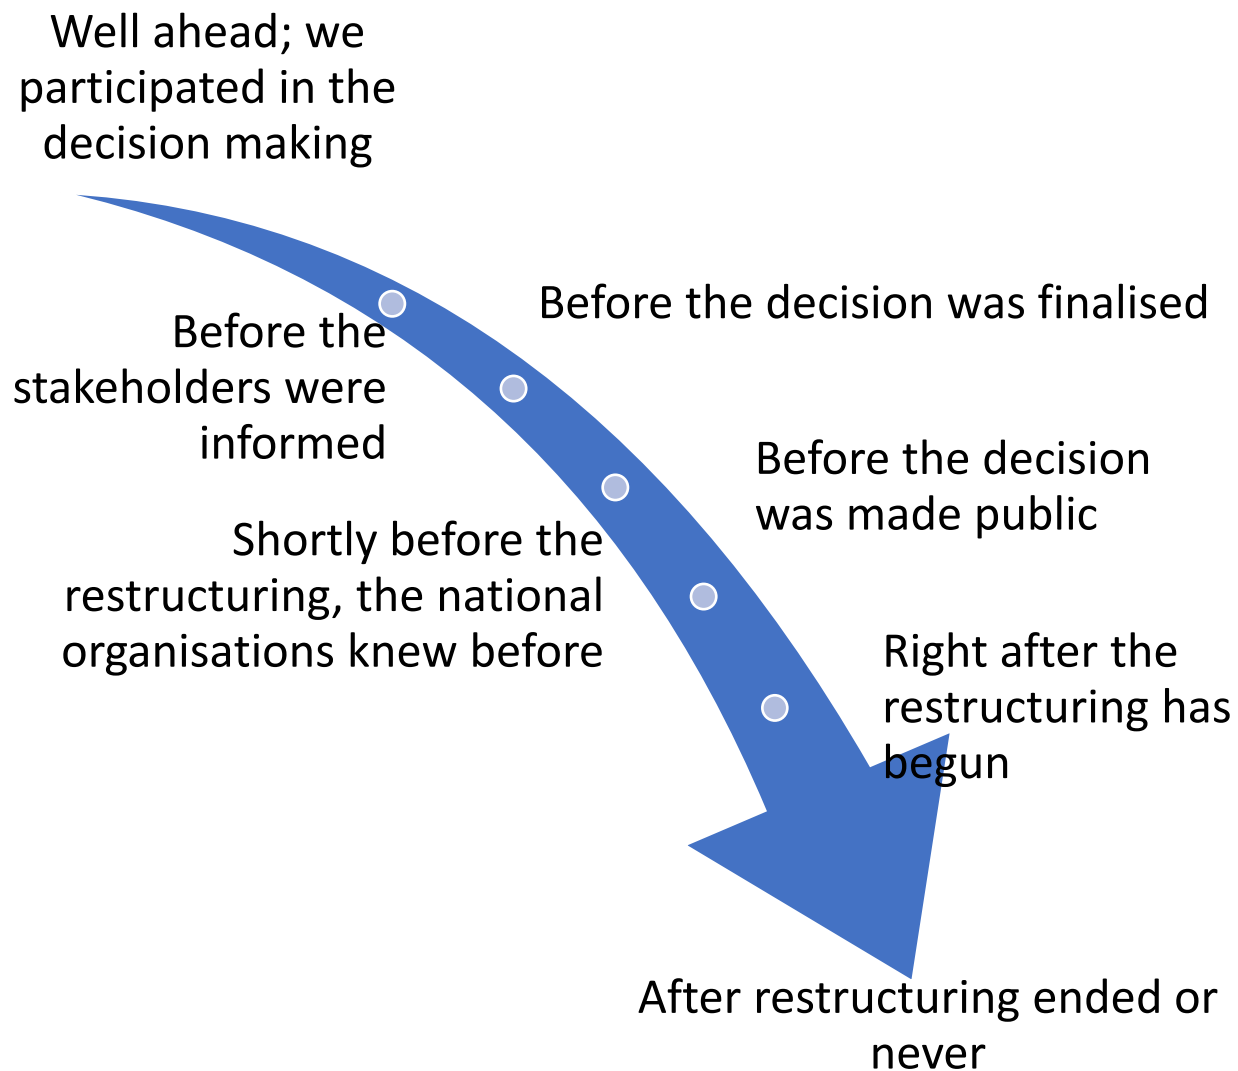 Well ahead; we
participated in the
decision making
Before the decision was finalised
Before the
stakeholders were
informed
Before the decision
was made public
Shortly before the
restructuring, the national
organisations knew before
Right after the
restructuring has
begun
After restructuring ended or
never